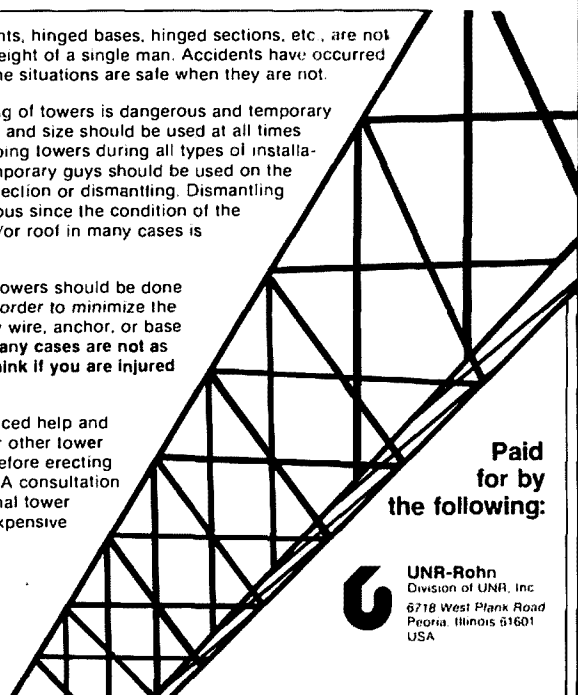 nts, hinged bases, hinged sections, etc., are not
eight of a single man. Accidents have occurred
ne situations are safe when they are not.
ng of towers is dangerous and temporary
and size should be used at all times
bing towers during all types of installa-
mporary guys should be used on the
ection or dismantling. Dismantling
ous since the condition of the
/or roof in many cases is
owers should be done
order to minimize the
y wire, anchor, or base
any cases are not as
ink if you are injured
ced help and
r other tower
efore erecting
A consultation
nal tower
xpensive
Paid
for by
the following:
UNR-Rohn
Division of UNR, Inc
6718 West Plank Road
Peoria, Illinois 61601
USA